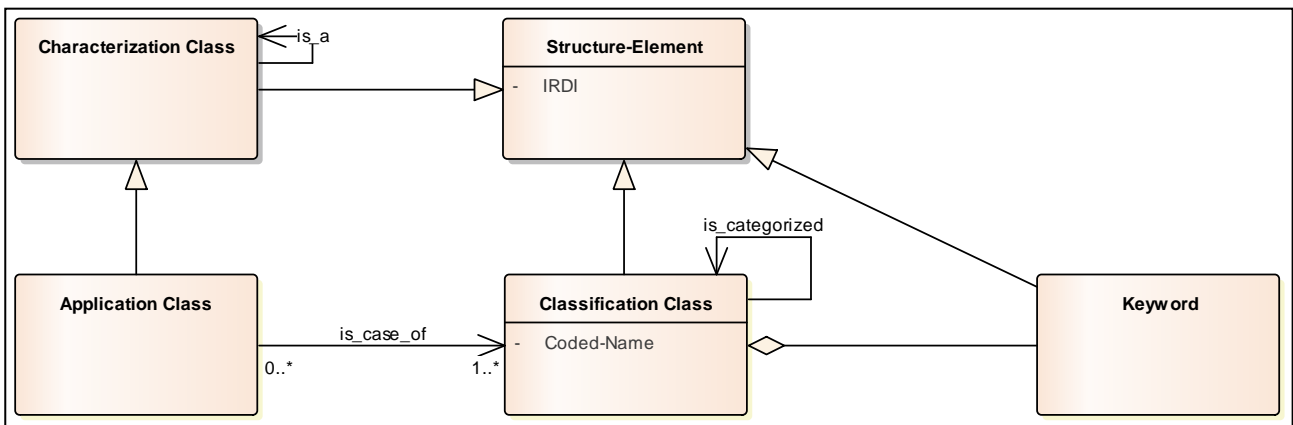 Characterization Class
is_a
Structure-Element
- IRDI
is_categorized
Application Class
is_case_of
0..*
1..*
Classification Class
- Coded-Name
Keyword